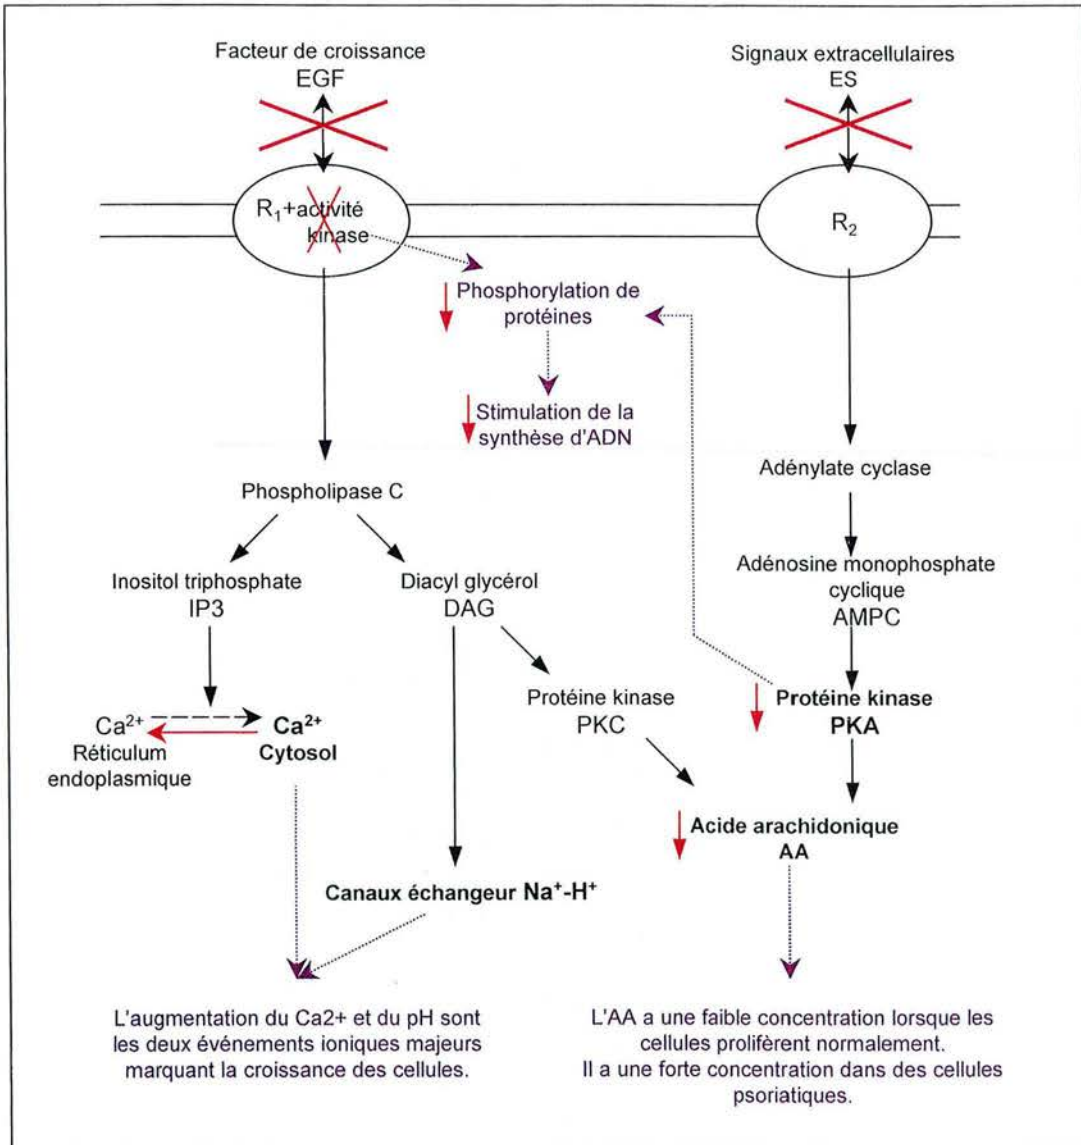 Facteur de croissance
EGF
Signaux extracellulaires
ES
R₁+activité
kinase
R₂
Phosphorylation de
protéines
Stimulation de la
synthèse d'ADN
Adénylate cyclase
Phospholipase C
Adénosine monophosphate
cyclique
AMPC
Inositol triphosphate
IP3
Diacyl glycérol
DAG
Protéine kinase
PKC
Protéine kinase
PKA
Ca²⁺
Réticulum
endoplasmique
Ca²⁺
Cytosol
Acide arachidonique
AA
Canaux échangeur Na⁺-H⁺
L'augmentation du Ca2+ et du pH sont
les deux événements ioniques majeurs
marquant la croissance des cellules.
L'AA a une faible concentration lorsque les
cellules prolifèrent normalement.
Il a une forte concentration dans des cellules
psoriatiques.